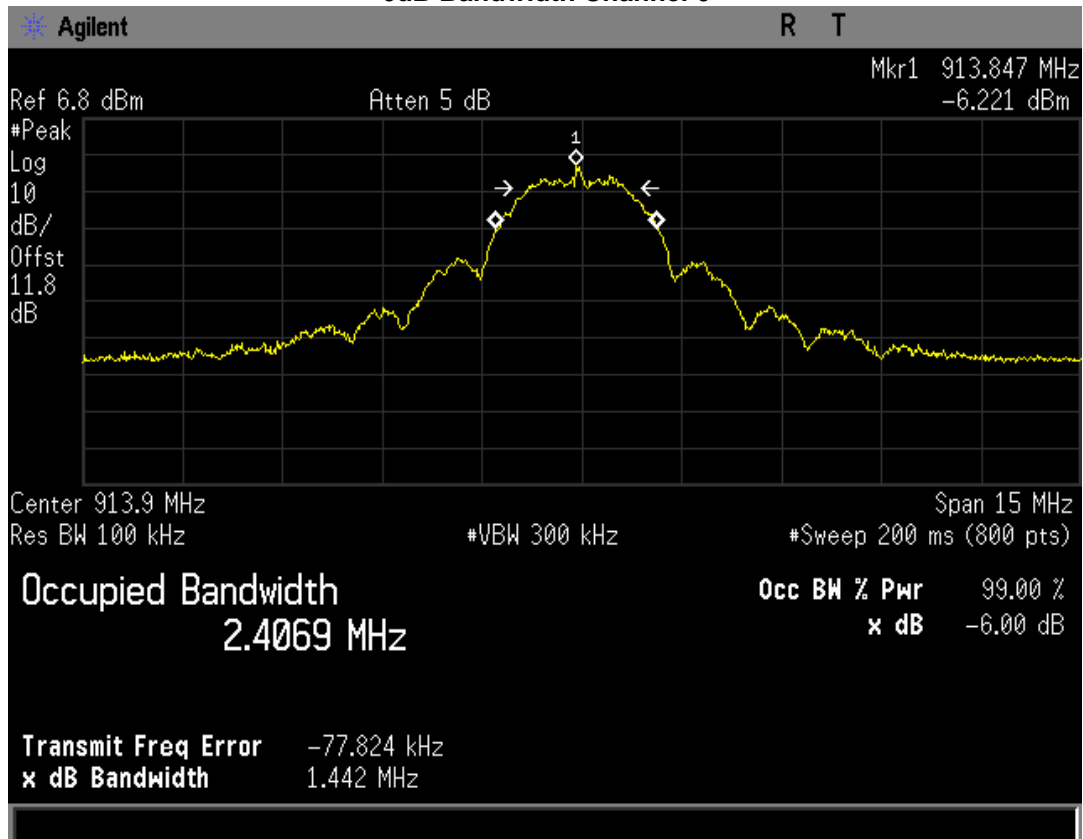 Agilent
R T
Mkr1 913.847 MHz
Ref 6.8 dBm Atten 5 dB -6.221 dBm
#Peak
Log
10
dB/
Offst
11.8
dB
1
Center 913.9 MHz Span 15 MHz
Res BW 100 kHz #VBW 300 kHz #Sweep 200 ms (800 pts)
Occupied Bandwidth
2.4069 MHz
Occ BW % Pwr 99.00 %
x dB -6.00 dB
Transmit Freq Error -77.824 kHz
x dB Bandwidth 1.442 MHz